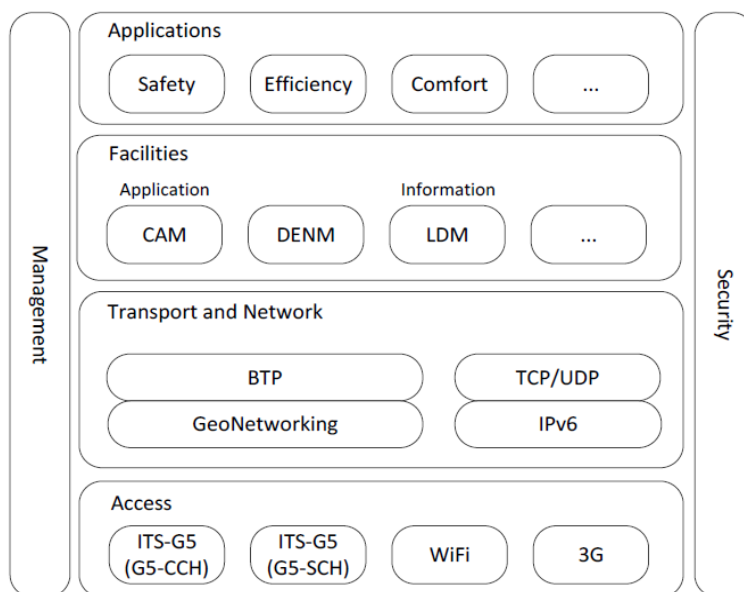 Applications
Safety
Efficiency
Comfort
...
Facilities
Application
Information
CAM
DENM
LDM
...
Management
Security
Transport and Network
BTP
TCP/UDP
GeoNetworking
IPv6
Access
ITS-G5
(G5-CCH)
ITS-G5
(G5-SCH)
WiFi
3G